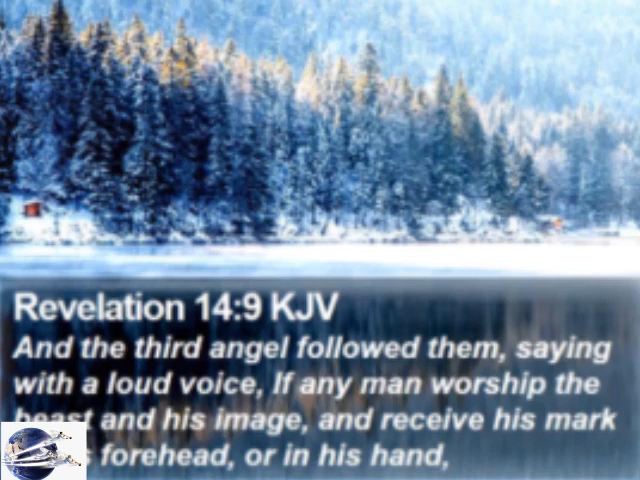 Revelation 14:9 KJV
And the third angel followed them, saying
with a loud voice, If any man worship the
beast and his image, and receive his mark
forehead, or in his hand,